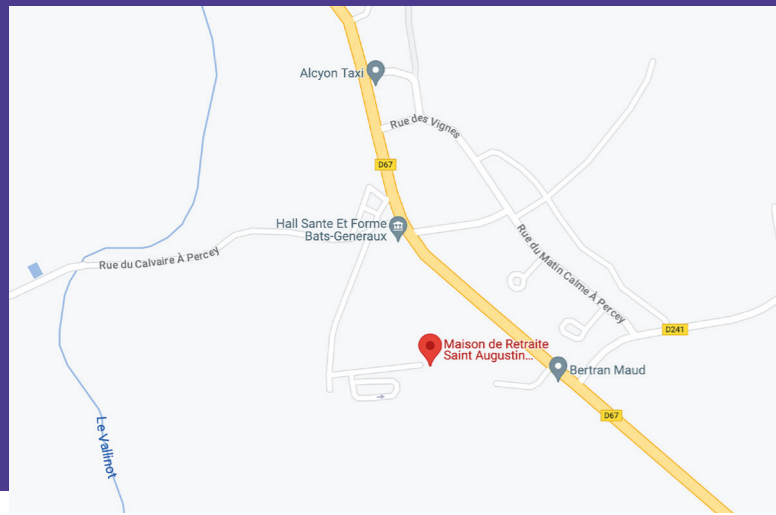 Alcyon Taxi
Rue des Vignes
D67
Hall Sante Et Forme
Bats-Generaux
Rue du Calvaire À Percey
Rue du Matin Calme À Percey
D241
Maison de Retraite
Saint Augustin...
Bertran Maud
D67
Le Vallinot